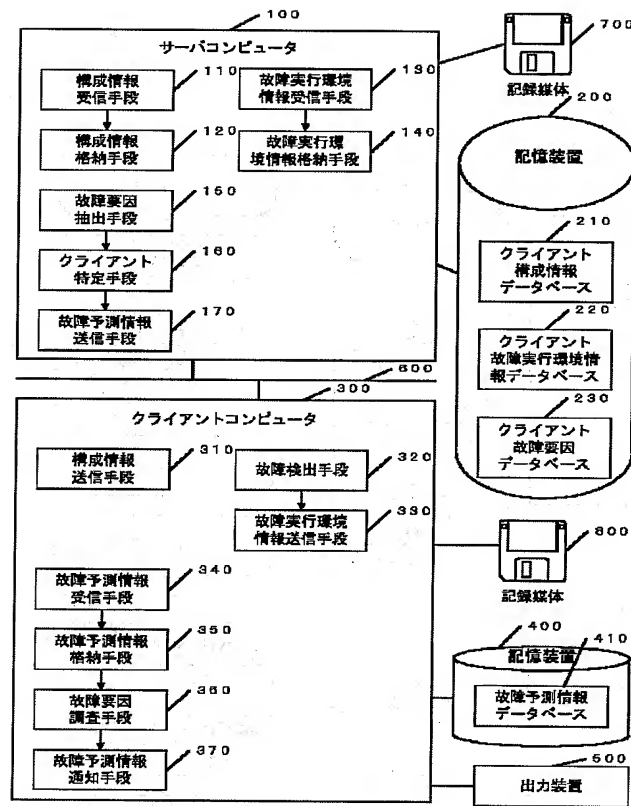 100
サーバコンピュータ
構成情報
受信手段
110
故障実行環境
情報受信手段
130
構成情報
格納手段
120
故障実行環
境情報格納手段
140
故障要因
抽出手段
150
クライアント
特定手段
160
故障予測情報
送信手段
170
700
記録媒体
200
記憶装置
210
クライアント
構成情報
データベース
220
クライアント
故障実行環境情
報データベース
230
クライアント
故障要因
データベース
600
300
クライアントコンピュータ
構成情報
送信手段
310
故障検出手段
320
故障実行環境
情報送信手段
330
故障予測情報
受信手段
340
故障予測情報
格納手段
350
故障要因
調査手段
360
故障予測情報
通知手段
370
800
記録媒体
400
410
記憶装置
故障予測情報
データベース
500
出力装置